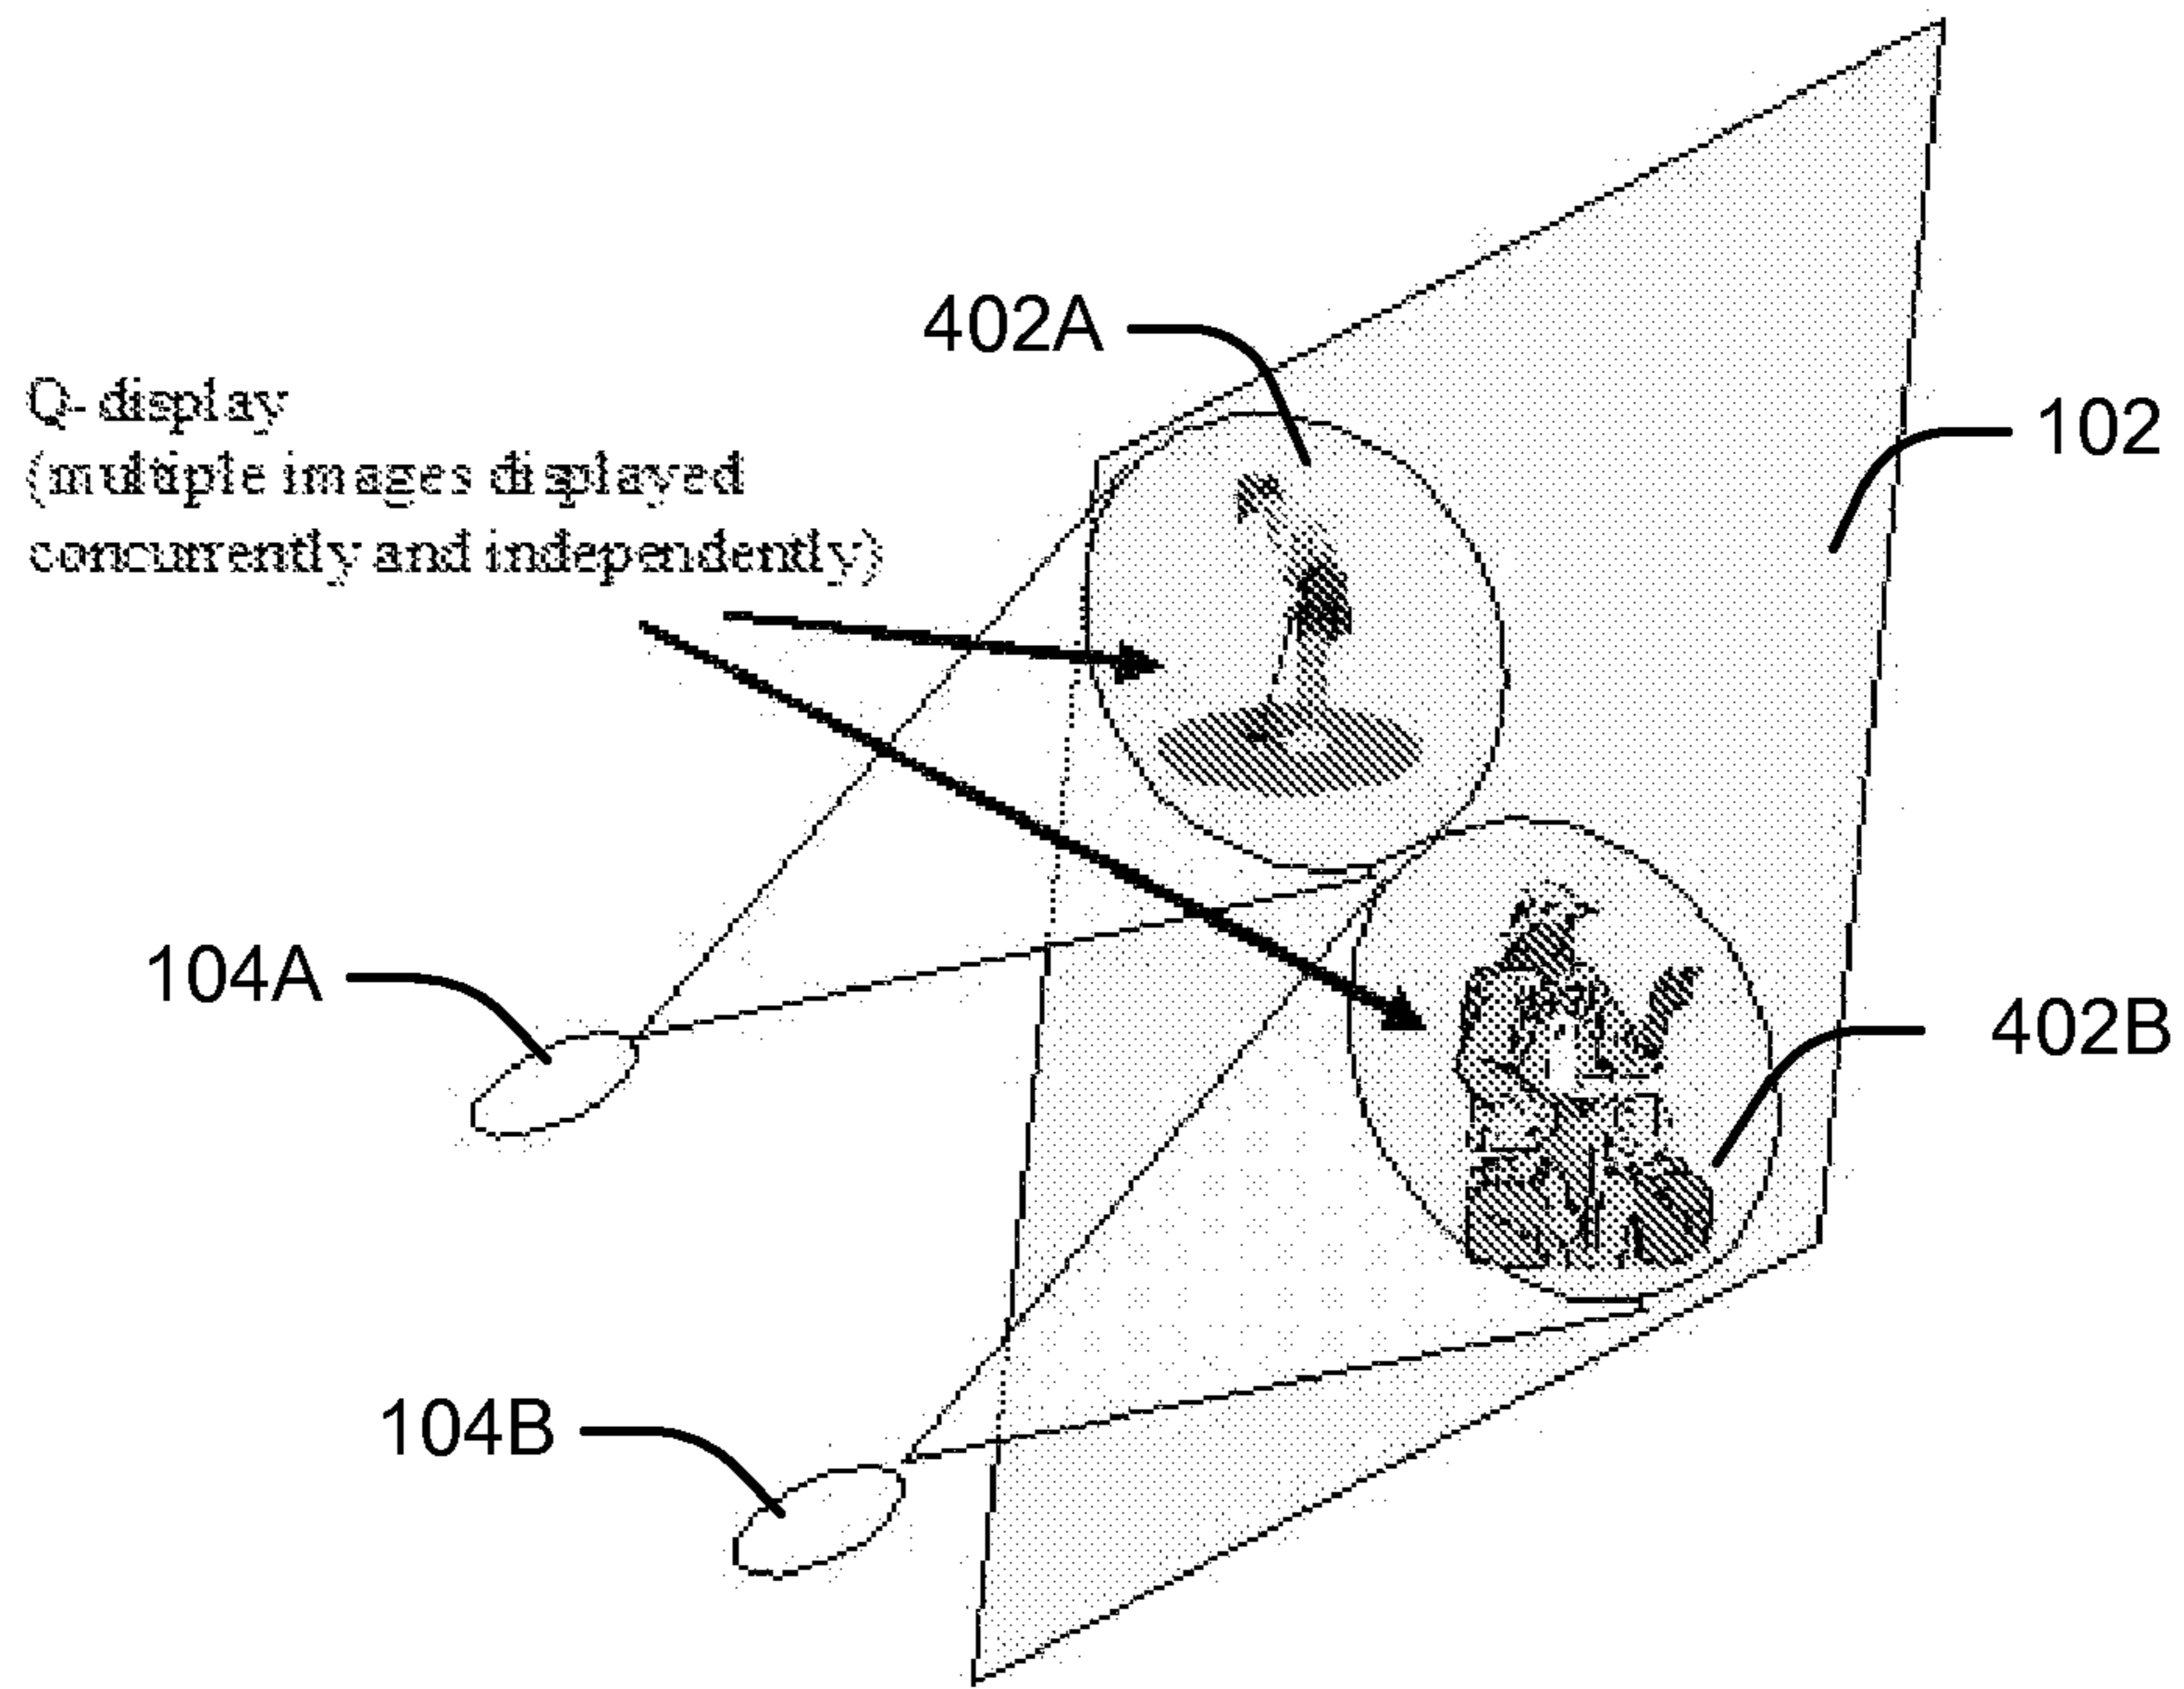 402A
Q- display
(multiple images displayed
concurrently and independently)
102
104A
402B
104B